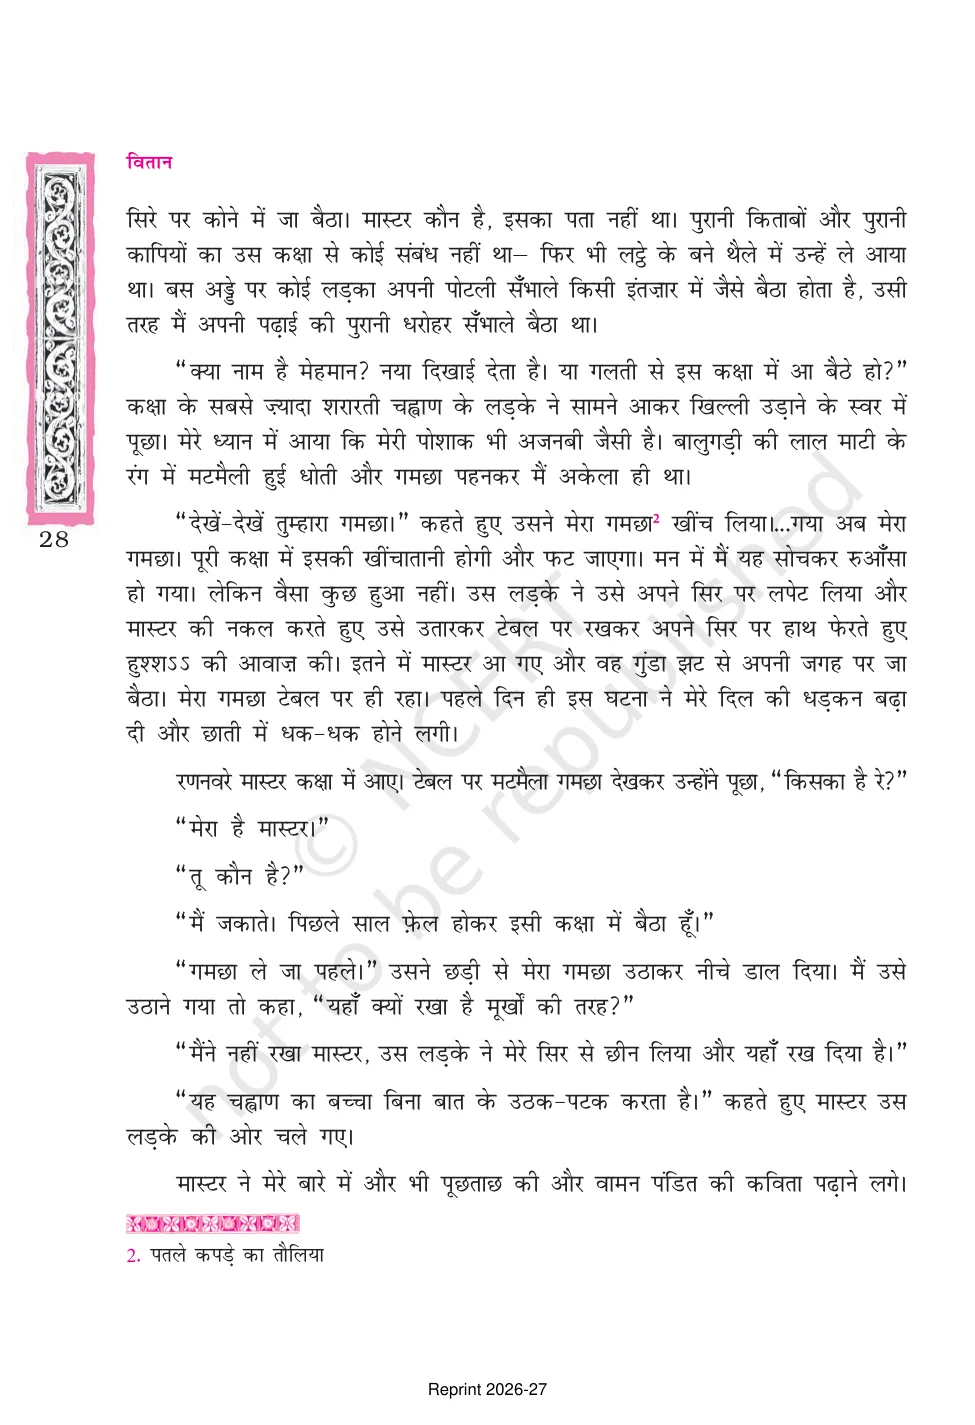 वितान
सिरे पर कोने में जा बैठा। मास्टर कौन है, इसका पता नहीं था। पुरानी किताबों और पुरानी
कापियों का उस कक्षा से कोई संबंध नहीं था– फिर भी लट्ठे के बने थैले में उन्हें ले आया
था। बस अड्डे पर कोई लड़का अपनी पोटली सँभाले किसी इंतज़ार में जैसे बैठा होता है, उसी
तरह मैं अपनी पढ़ाई की पुरानी धरोहर सँभाले बैठा था।
“क्या नाम है मेहमान? नया दिखाई देता है। या गलती से इस कक्षा में आ बैठे हो?”
कक्षा के सबसे ज़्यादा शरारती चह्वाण के लड़के ने सामने आकर खिल्ली उड़ाने के स्वर में
पूछा। मेरे ध्यान में आया कि मेरी पोशाक भी अजनबी जैसी है। बालुगड़ी की लाल माटी के
रंग में मटमैली हुई धोती और गमछा पहनकर मैं अकेला ही था।
“देखें-देखें तुम्हारा गमछा।” कहते हुए उसने मेरा गमछा² खींच लिया।...गया अब मेरा
28
गमछा। पूरी कक्षा में इसकी खींचातानी होगी और फट जाएगा। मन में मैं यह सोचकर रुआँसा
हो गया। लेकिन वैसा कुछ हुआ नहीं। उस लड़के ने उसे अपने सिर पर लपेट लिया और
मास्टर की नकल करते हुए उसे उतारकर टेबल पर रखकर अपने सिर पर हाथ फेरते हुए
हुश्शऽऽ की आवाज़ की। इतने में मास्टर आ गए और वह गुंडा झट से अपनी जगह पर जा
बैठा। मेरा गमछा टेबल पर ही रहा। पहले दिन ही इस घटना ने मेरे दिल की धड़कन बढ़ा
दी और छाती में धक-धक होने लगी।
रणनवरे मास्टर कक्षा में आए। टेबल पर मटमैला गमछा देखकर उन्होंने पूछा, “किसका है रे?”
“मेरा है मास्टर।”
“तू कौन है?”
“मैं जकाते। पिछले साल फ़ेल होकर इसी कक्षा में बैठा हूँ।”
“गमछा ले जा पहले।” उसने छड़ी से मेरा गमछा उठाकर नीचे डाल दिया। मैं उसे
उठाने गया तो कहा, “यहाँ क्यों रखा है मूर्खों की तरह?”
“मैंने नहीं रखा मास्टर, उस लड़के ने मेरे सिर से छीन लिया और यहाँ रख दिया है।”
“यह चह्वाण का बच्चा बिना बात के उठक-पटक करता है।” कहते हुए मास्टर उस
लड़के की ओर चले गए।
मास्टर ने मेरे बारे में और भी पूछताछ की और वामन पंडित की कविता पढ़ाने लगे।
2. पतले कपड़े का तौलिया
© NCERT
not to be republished
Reprint 2026-27